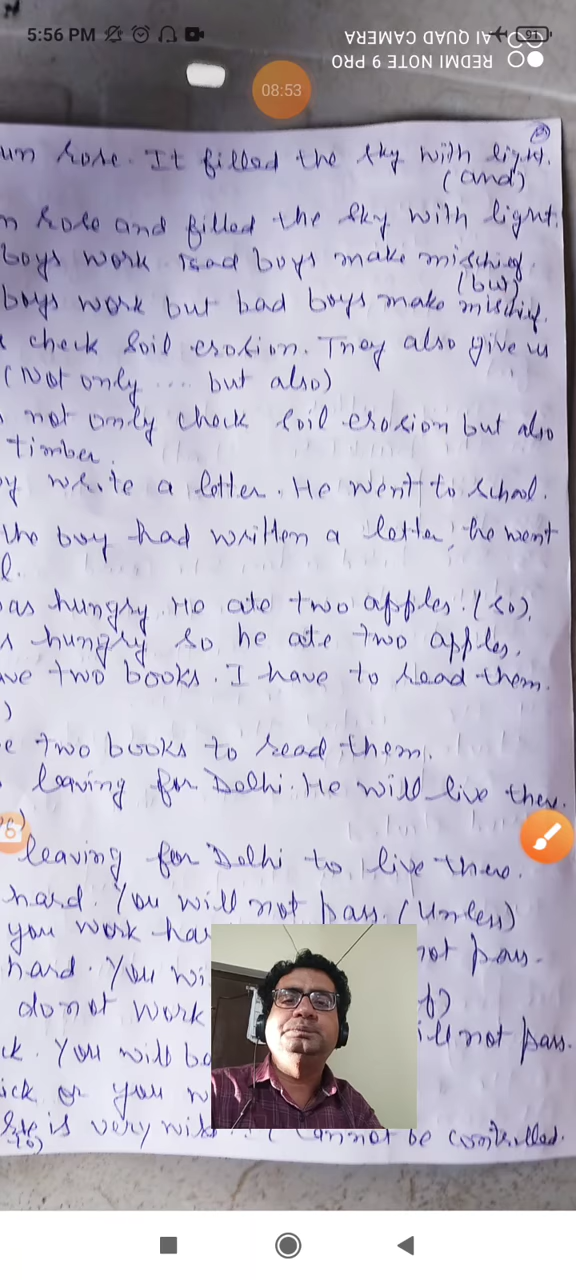 5:56 PM
91
AI QUAD CAMERA
REDMI NOTE 9 PRO
08:53
un rose. It filled the sky with light.
(and)
n rose and filled the sky with light.
boys work bad boys make mischief.
(but)
boys work but bad boys make mischief.
check soil erosion. They also give us
(Not only .... but also)
not only check soil erosion but also
timber.
oy write a letter. He went to school.
the boy had written a letter, he went
l.
as hungry. He ate two apples. (so).
s hungry so he ate two apples.
ave two books. I have to read them.
)
e two books to read them.
leaving for Delhi. He will live there.
leaving for Delhi to live there.
hard. You will not pass. (Unless)
you work har not pass.
hard. You wi
do not work ill not pass.
ck. You will be
ick or you w
is very wi cannot be controlled.